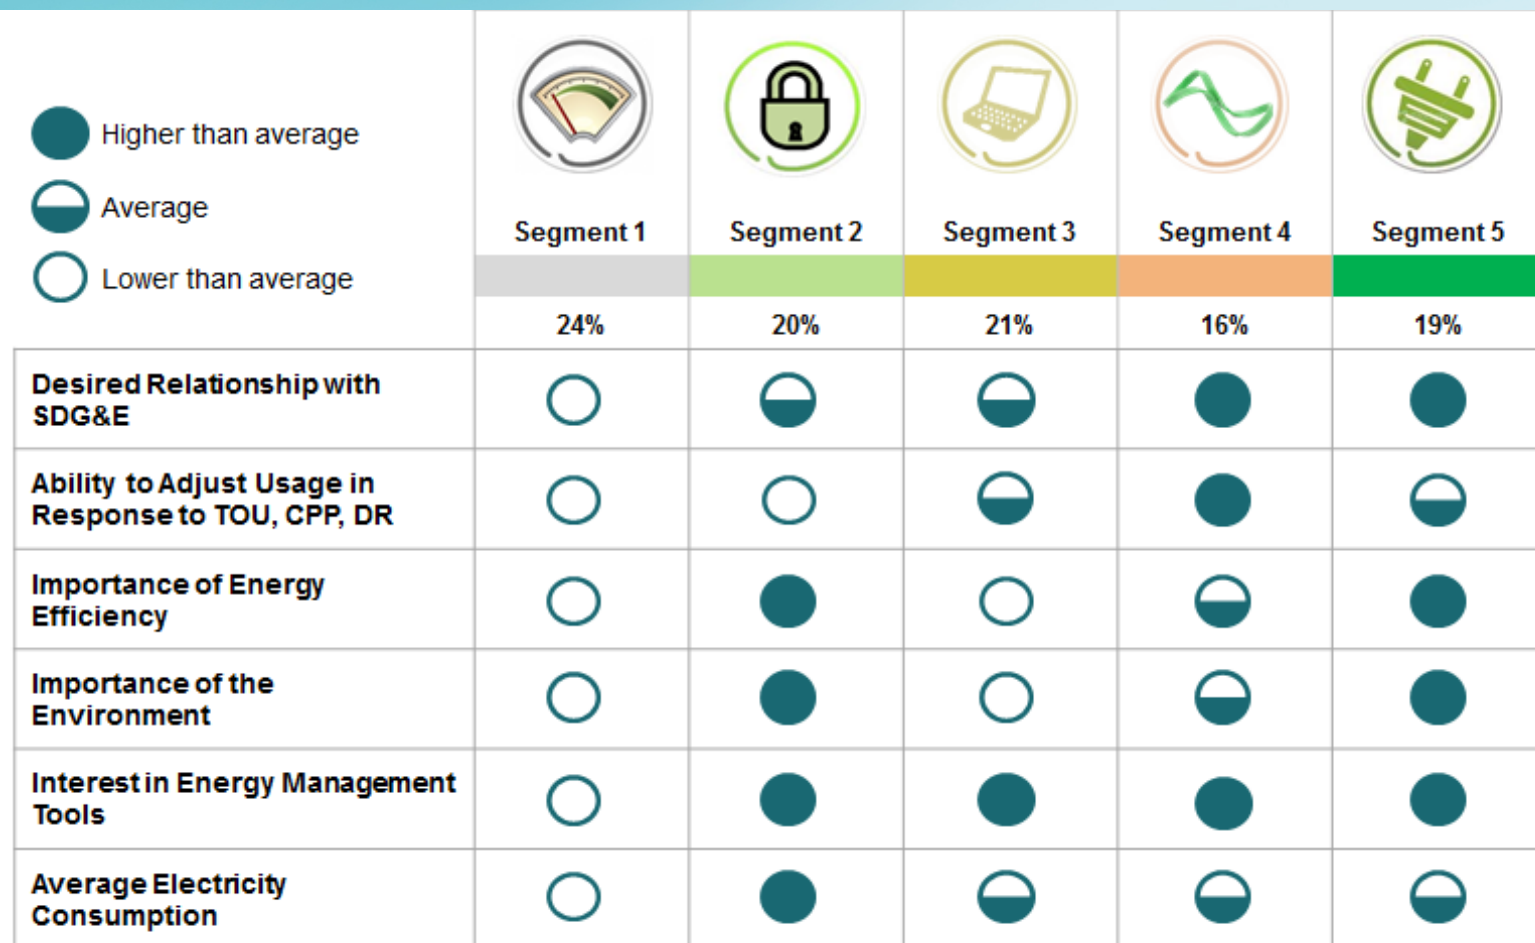 Higher than average
Average
Lower than average
Segment 1
Segment 2
Segment 3
Segment 4
Segment 5
24%
20%
21%
16%
19%
Desired Relationship with
SDG&E
Ability to Adjust Usage in
Response to TOU, CPP, DR
Importance of Energy
Efficiency
Importance of the
Environment
Interest in Energy Management
Tools
Average Electricity
Consumption